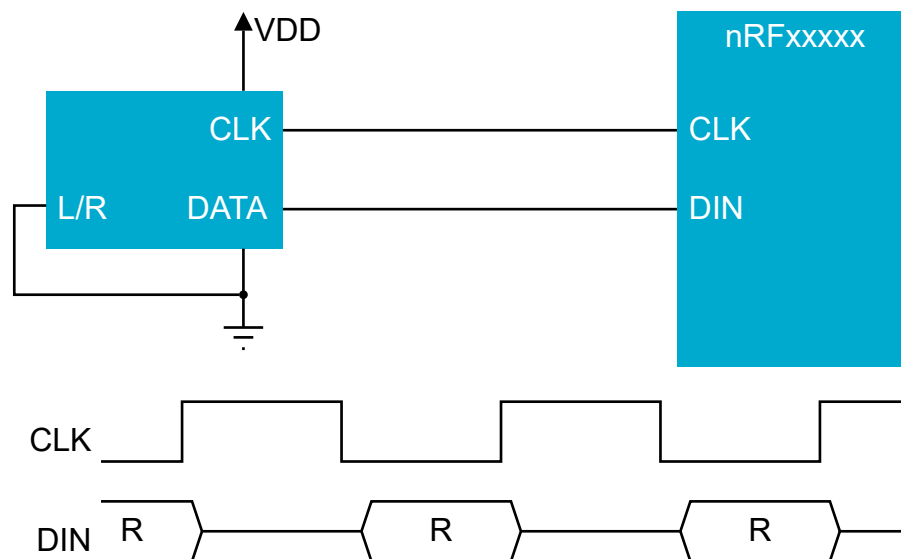 VDD
nRFxxxxx
CLK
CLK
L/R
DATA
DIN
CLK
DIN
R
R
R